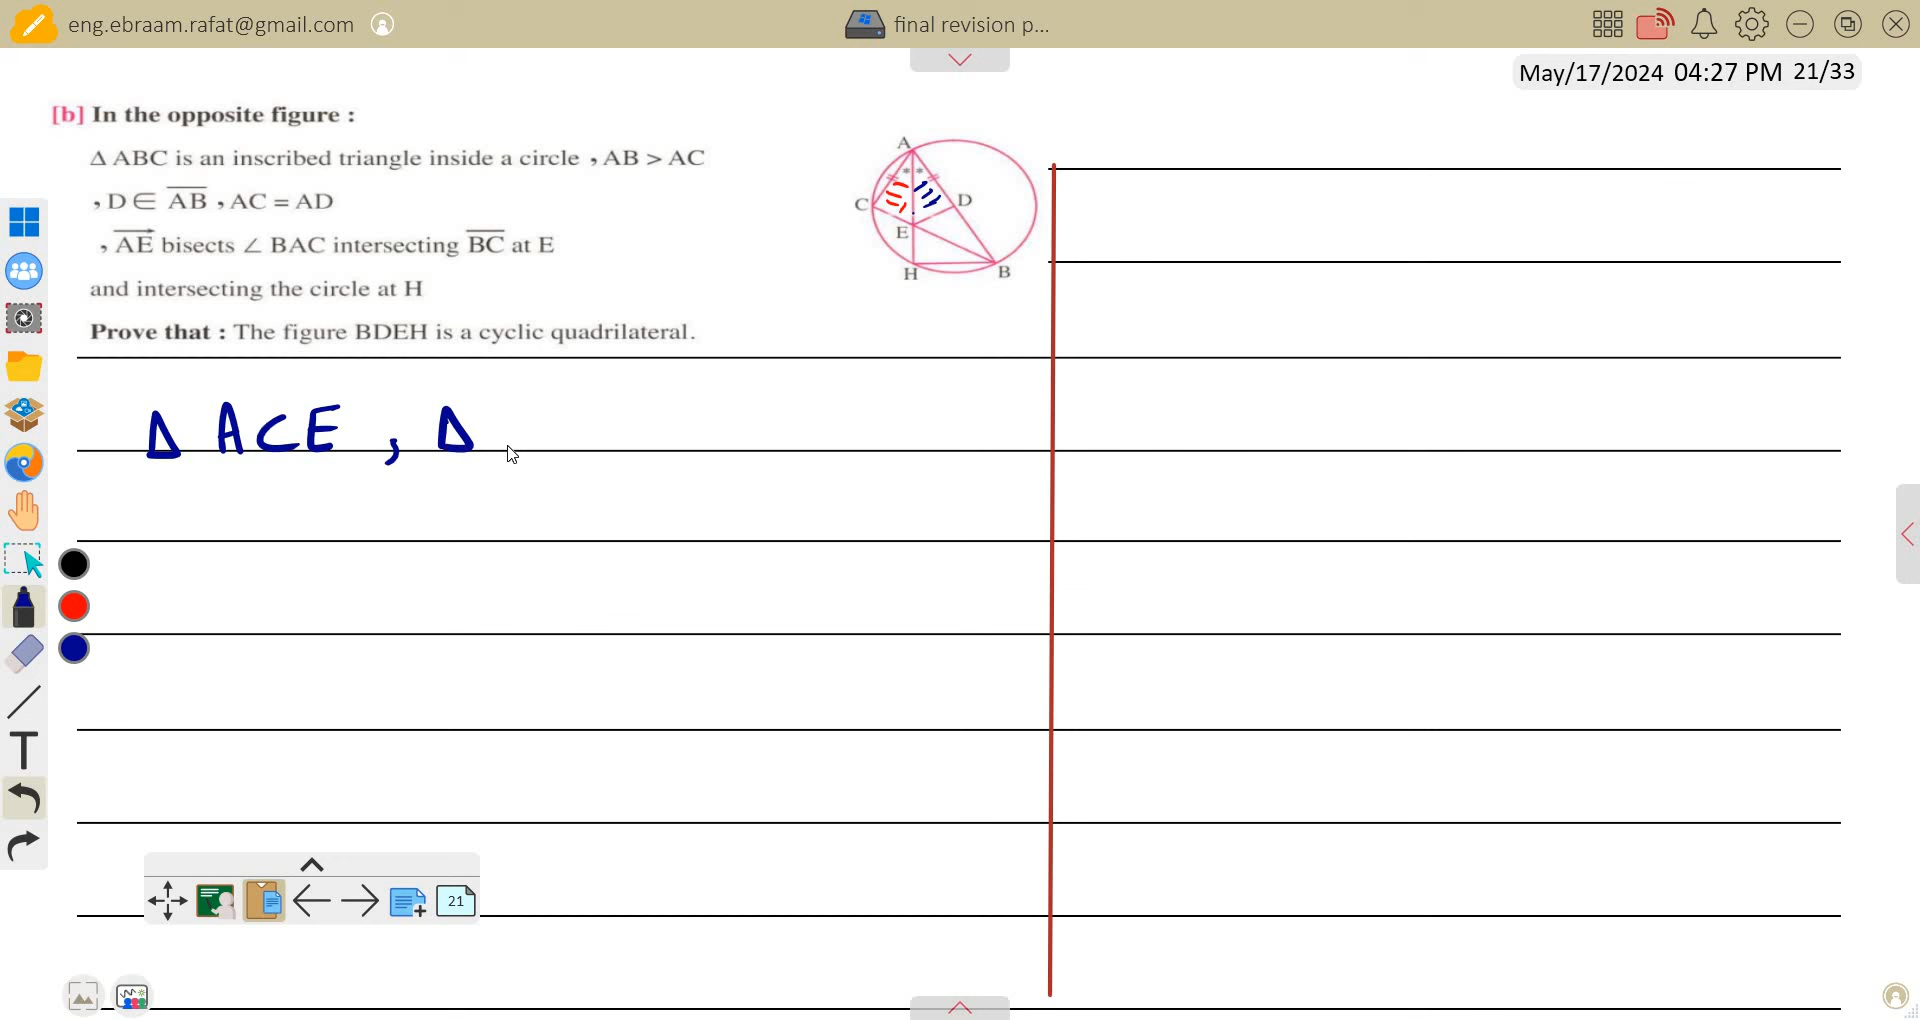 eng.ebraam.rafat@gmail.com
final revision p...
May/17/2024 04:27 PM 21/33
[b] In the opposite figure :
Δ ABC is an inscribed triangle inside a circle , AB > AC
, D ∈ AB , AC = AD
, AE bisects ∠ BAC intersecting BC at E
and intersecting the circle at H
Prove that : The figure BDEH is a cyclic quadrilateral.
A
C
D
E
H
B
Δ ACE , Δ
T
21